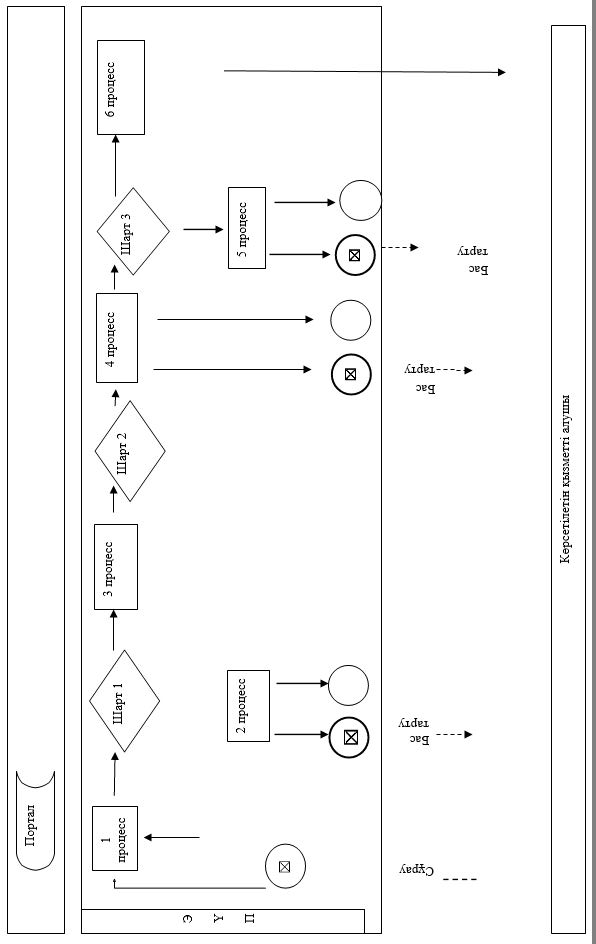 Портал
Э Ү П
1
процесс
Шарт 1
2 процесс
3 процесс
Шарт 2
4 процесс
Шарт 3
5 процесс
6 процесс
Сұрау
Бас
тарту
Бас
тарту
Бас
тарту
Көрсетілетін қызметті алушы